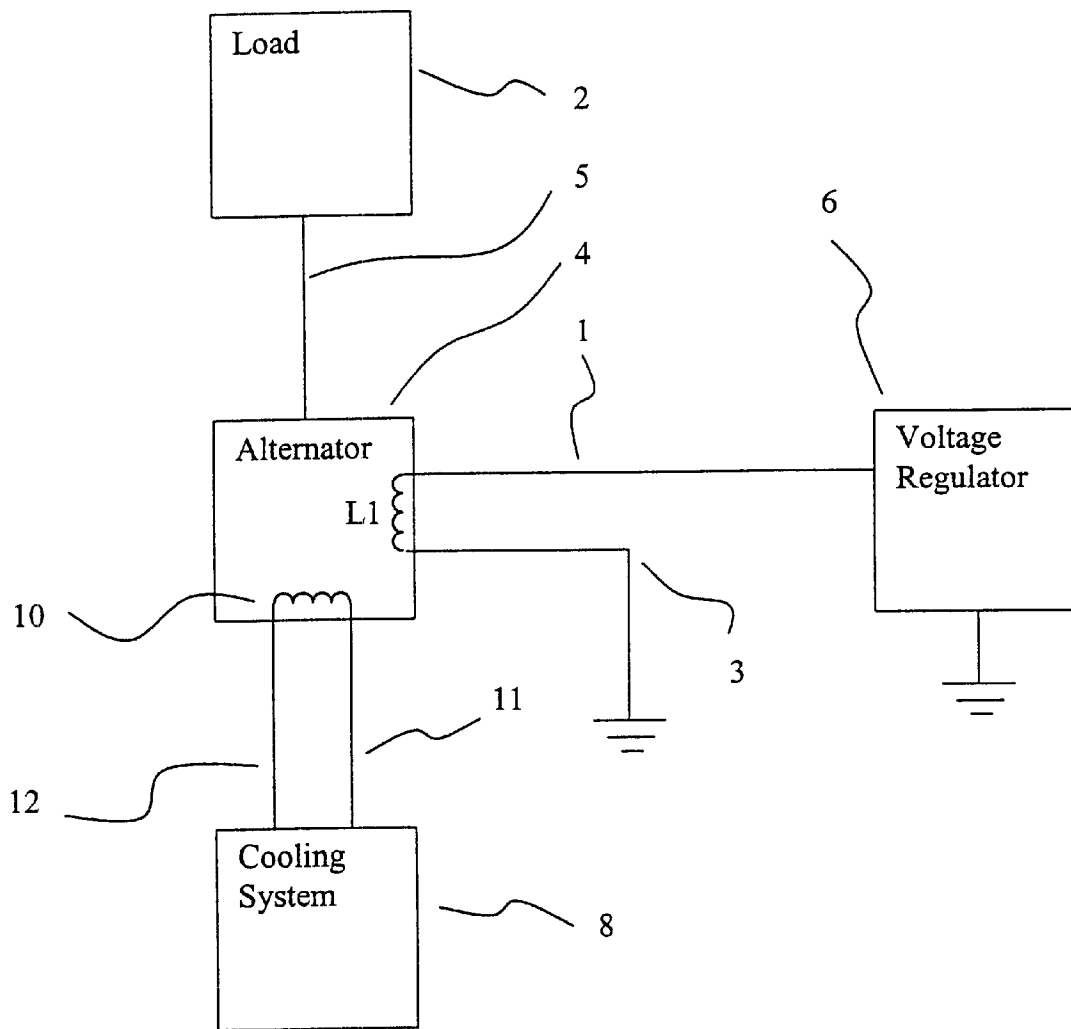 Load
2
5
6
4
1
Alternator
Voltage
Regulator
L1
10
3
11
12
Cooling
System
8